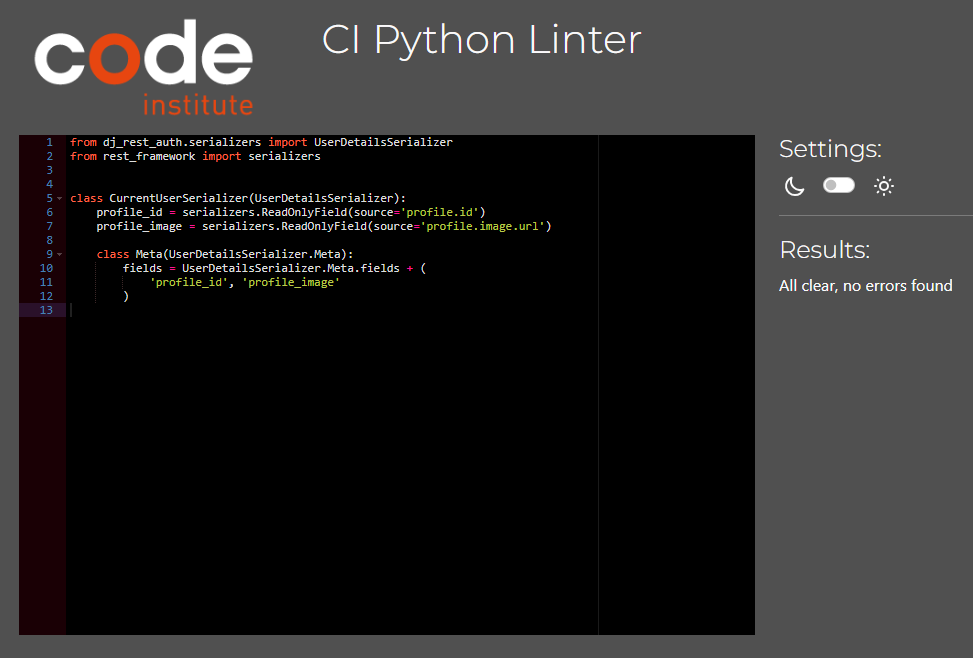 code
institute
CI Python Linter
1 from dj_rest_auth.serializers import UserDetailsSerializer
2 from rest_framework import serializers
3
4
5 class CurrentUserSerializer(UserDetailsSerializer):
6     profile_id = serializers.ReadOnlyField(source='profile.id')
7     profile_image = serializers.ReadOnlyField(source='profile.image.url')
8
9     class Meta(UserDetailsSerializer.Meta):
10         fields = UserDetailsSerializer.Meta.fields + (
11             'profile_id', 'profile_image'
12         )
13
Settings:
Results:
All clear, no errors found